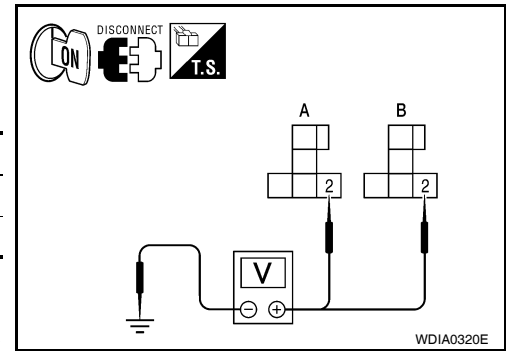 DISCONNECT
ON
T.S.
A B
2 2
V
− +
WDIA0320E